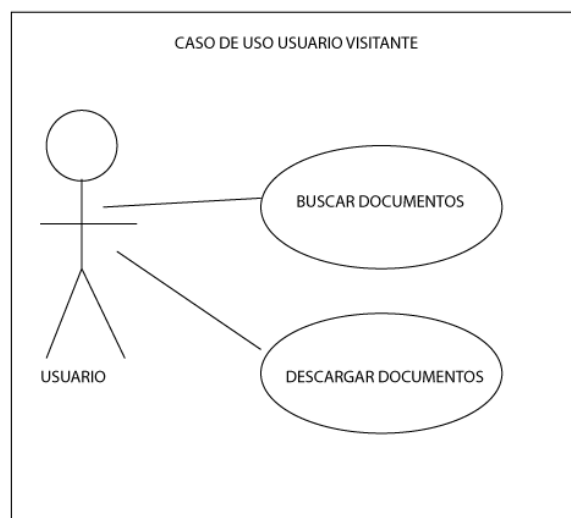 CASO DE USO USUARIO VISITANTE
BUSCAR DOCUMENTOS
DESCARGAR DOCUMENTOS
USUARIO